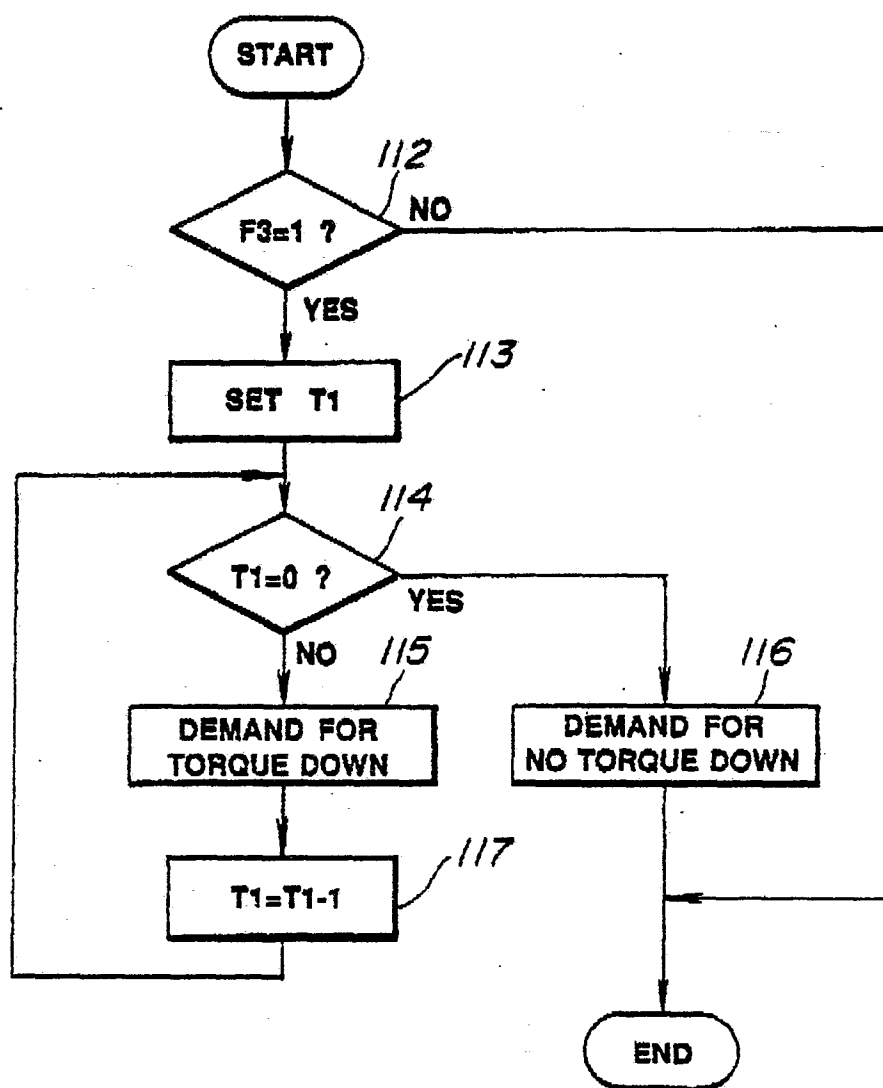 START
112
F3=1 ?
NO
YES
113
SET T1
114
T1=0 ?
YES
NO
115
DEMAND FOR
TORQUE DOWN
116
DEMAND FOR
NO TORQUE DOWN
117
T1=T1-1
END